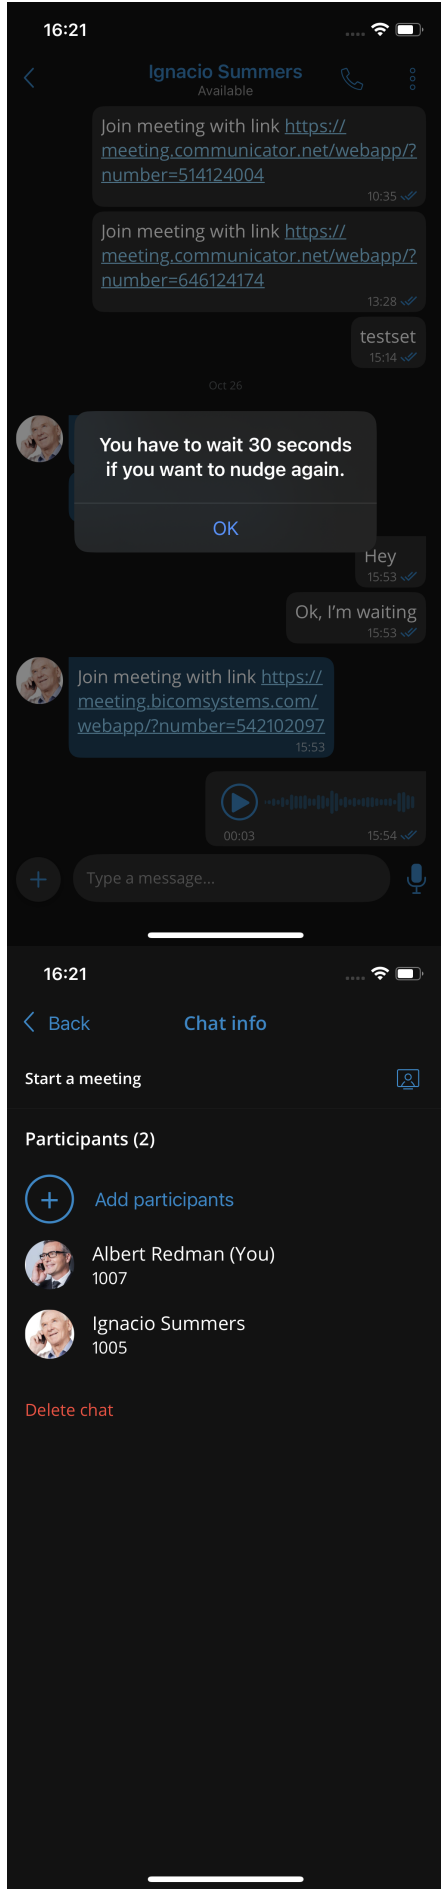 16:21
Ignacio Summers
Available
Join meeting with link https://
meeting.communicator.net/webapp/?
number=514124004
10:35
Join meeting with link https://
meeting.communicator.net/webapp/?
number=646124174
13:28
testset
15:14
Oct 26
You have to wait 30 seconds
if you want to nudge again.
OK
Hey
15:53
Ok, I'm waiting
15:53
Join meeting with link https://
meeting.bicomsystems.com/
webapp/?number=542102097
15:53
00:03 15:54
Type a message...
16:21
Back Chat info
Start a meeting
Participants (2)
Add participants
Albert Redman (You)
1007
Ignacio Summers
1005
Delete chat